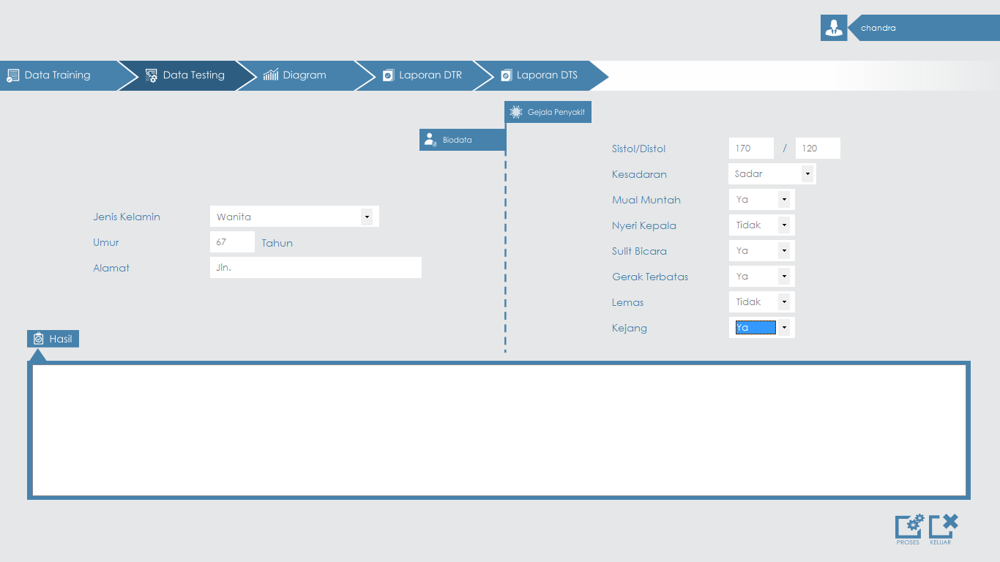 chandra
Data Training
Data Testing
Diagram
Laporan DTR
Laporan DTS
Gejala Penyakit
Biodata
Jenis Kelamin Wanita
Umur 67 Tahun
Alamat Jln.
Sistol/Distol 170 / 120
Kesadaran Sadar
Mual Muntah Ya
Nyeri Kepala Tidak
Sulit Bicara Ya
Gerak Terbatas Ya
Lemas Tidak
Kejang Ya
Hasil
PROSES
KELUAR